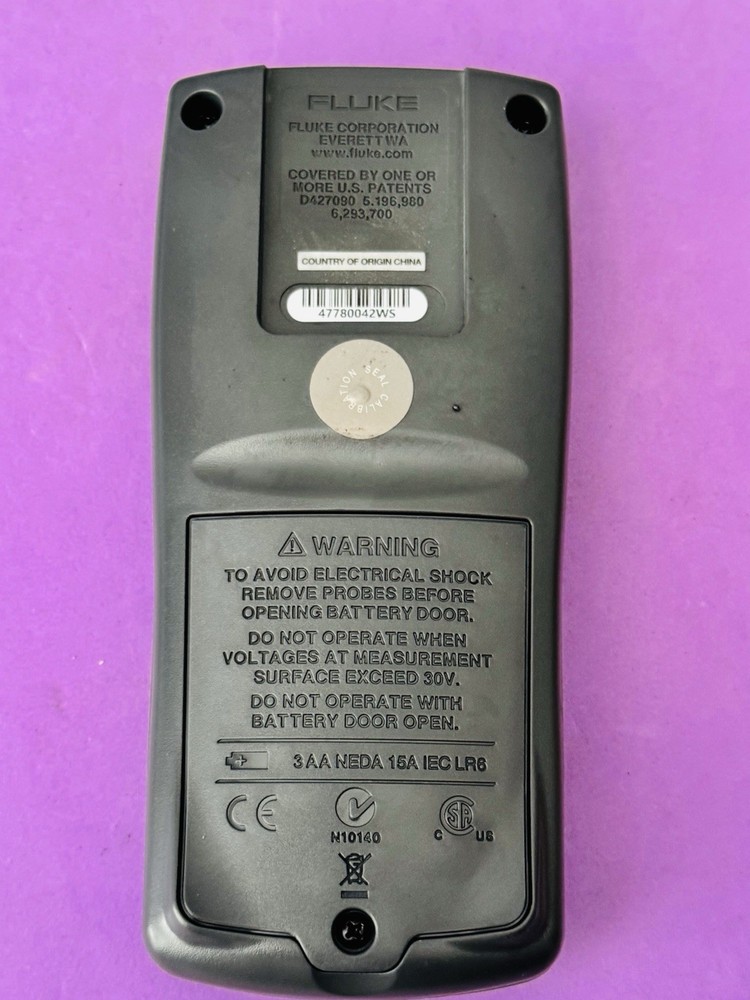 FLUKE
FLUKE CORPORATION
EVERETT WA
www.fluke.com
COVERED BY ONE OR
MORE U.S. PATENTS
D427090 5,196,980
6,293,700
COUNTRY OF ORIGIN CHINA
47780042WS
CALIBRATION SEAL
WARNING
TO AVOID ELECTRICAL SHOCK
REMOVE PROBES BEFORE
OPENING BATTERY DOOR.
DO NOT OPERATE WHEN
VOLTAGES AT MEASUREMENT
SURFACE EXCEED 30V.
DO NOT OPERATE WITH
BATTERY DOOR OPEN.
3 AA NEDA 15A IEC LR6
CE
N10140
C SA US